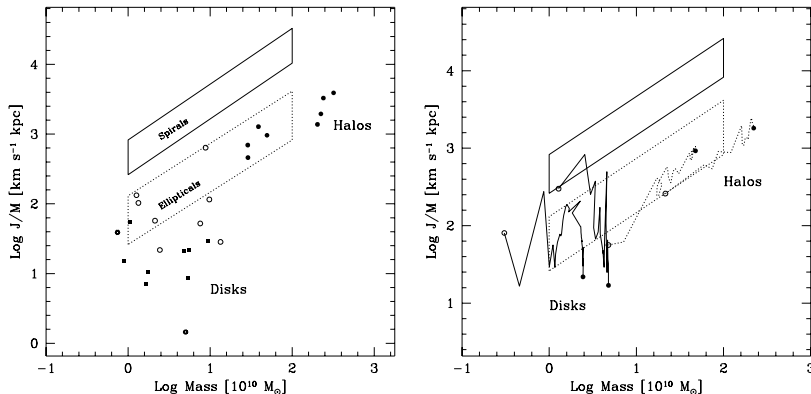 Log J/M [km s⁻¹ kpc]
4
3
2
1
0
Spirals
Ellipticals
Halos
Disks
−1
0
1
2
3
Log Mass [10¹⁰ M⊙]
Log J/M [km s⁻¹ kpc]
4
3
2
1
Spirals
Ellipticals
Halos
Disks
−1
0
1
2
3
Log Mass [10¹⁰ M⊙]